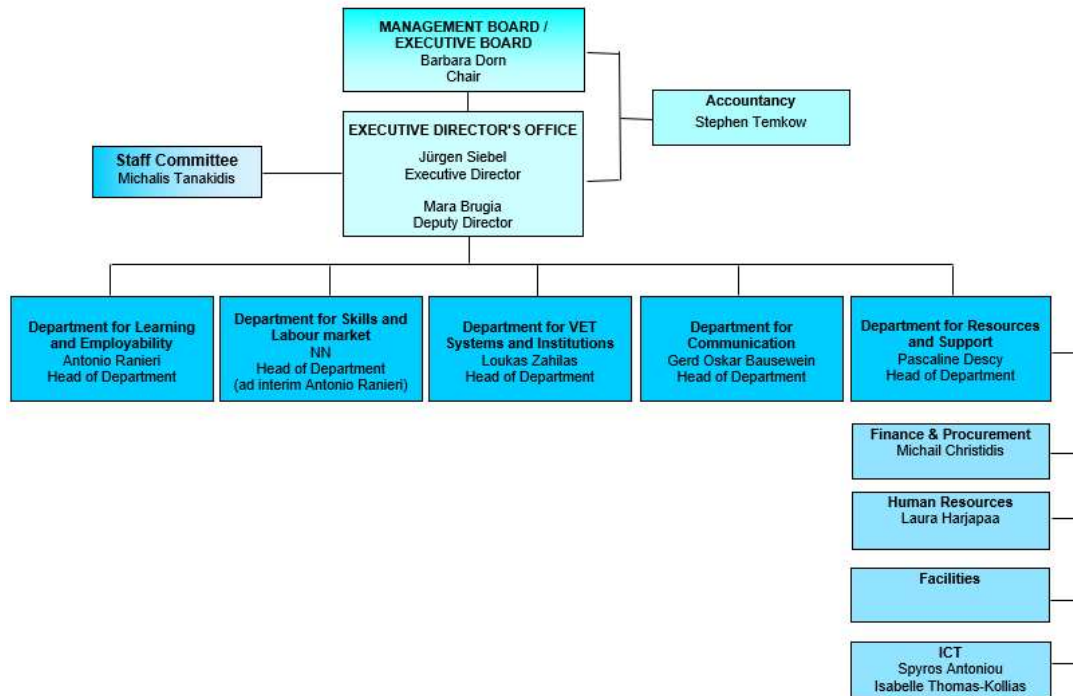 MANAGEMENT BOARD /
EXECUTIVE BOARD
Barbara Dorn
Chair
Accountancy
Stephen Temkow
EXECUTIVE DIRECTOR'S OFFICE
Jürgen Siebel
Executive Director
Mara Brugia
Deputy Director
Staff Committee
Michalis Tanakidis
Department for Learning
and Employability
Antonio Ranieri
Head of Department
Department for Skills and
Labour market
NN
Head of Department
(ad interim Antonio Ranieri)
Department for VET
Systems and Institutions
Loukas Zahilas
Head of Department
Department for
Communication
Gerd Oskar Bausewein
Head of Department
Department for Resources
and Support
Pascaline Descy
Head of Department
Finance & Procurement
Michail Christidis
Human Resources
Laura Harjapaa
Facilities
ICT
Spyros Antoniou
Isabelle Thomas-Kollias